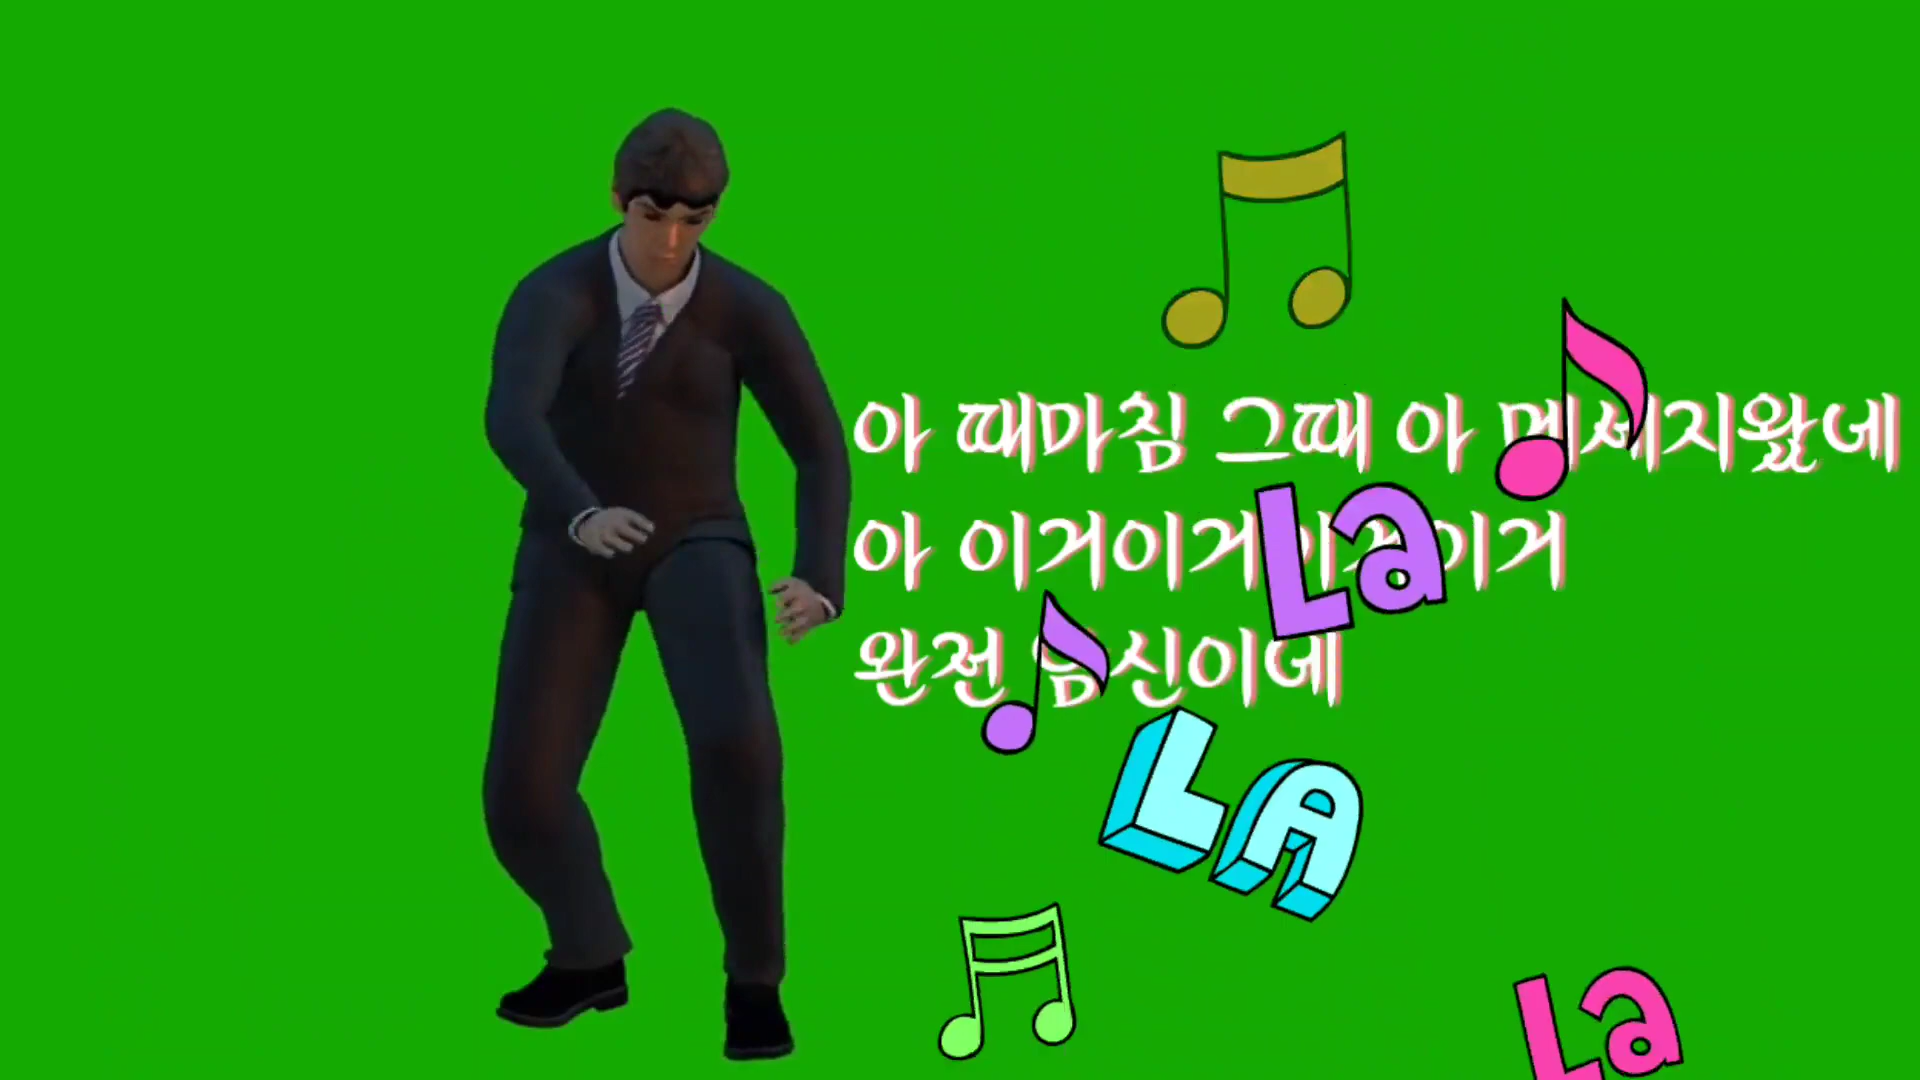 아 때마침 그때 아 메세지왔네
아 이거이거이거이거
완전 신이네
La
LA
La